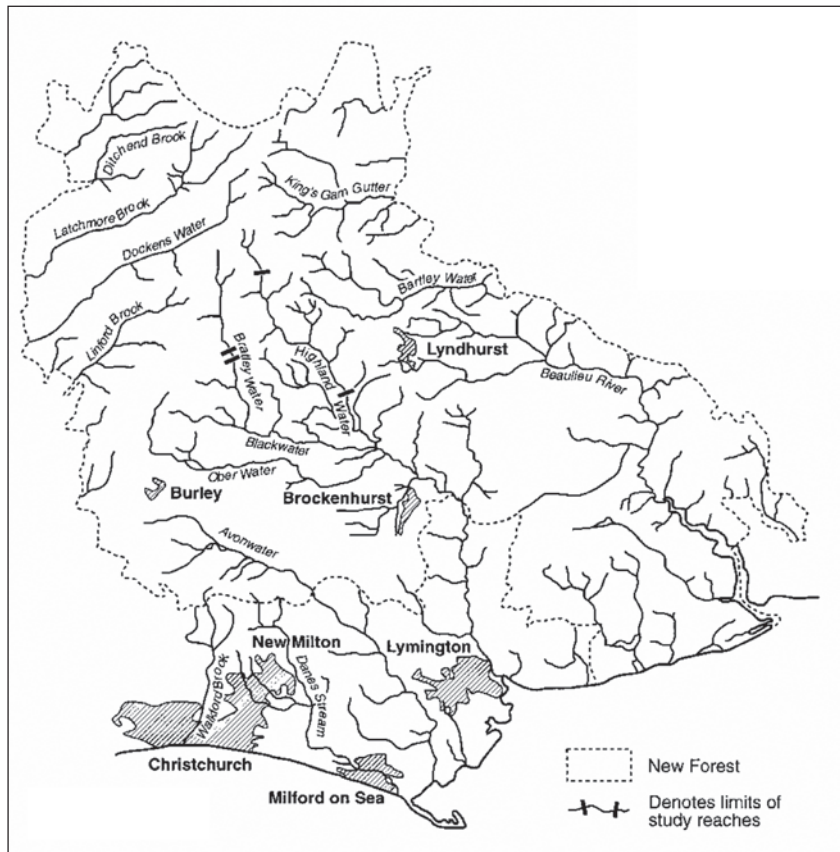 Ditchend Brook
Latchmore Brook
King's Garn Gutter
Dockens Water
Bartley Water
Linford Brook
Bratley Water
Highland Water
Lyndhurst
Beaulieu River
Blackwater
Ober Water
Burley
Brockenhurst
Avonwater
New Milton
Lymington
Walkford Brook
Danes Stream
Christchurch
Milford on Sea
New Forest
Denotes limits of
study reaches